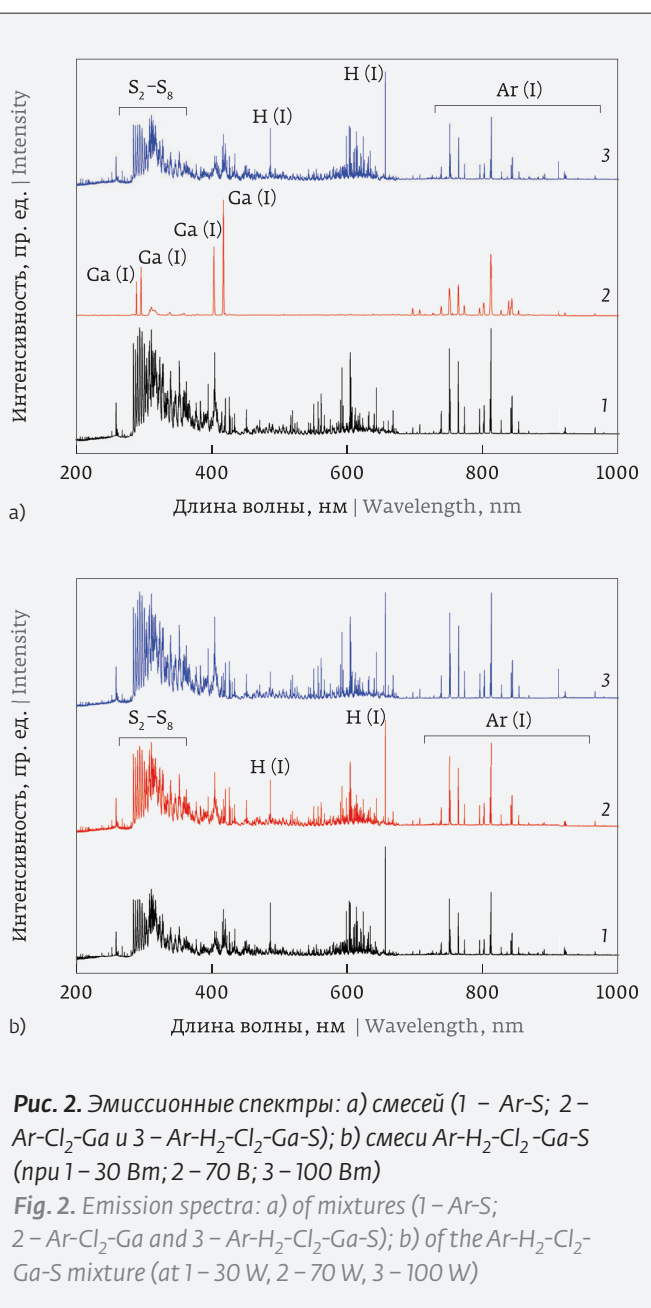 H (I)
S₂–S₈
Ar (I)
H (I)
3
Ga (I)
Ga (I)
Ga (I)
Ga (I)
2
1
Интенсивность, пр. ед. | Intensity
200 400 600 800 1000
Длина волны, нм | Wavelength, nm
a)
3
S₂–S₈
H (I)
Ar (I)
H (I)
2
1
Интенсивность, пр. ед. | Intensity
200 400 600 800 1000
Длина волны, нм | Wavelength, nm
b)
Рис. 2. Эмиссионные спектры: a) смесей (1 – Ar-S; 2 –
Ar-Cl₂-Ga и 3 – Ar-H₂-Cl₂-Ga-S); b) смеси Ar-H₂-Cl₂-Ga-S
(при 1 – 30 Вт; 2 – 70 В; 3 – 100 Вт)
Fig. 2. Emission spectra: a) of mixtures (1 – Ar-S;
2 – Ar-Cl₂-Ga and 3 – Ar-H₂-Cl₂-Ga-S); b) of the Ar-H₂-Cl₂-
Ga-S mixture (at 1 – 30 W, 2 – 70 W, 3 – 100 W)